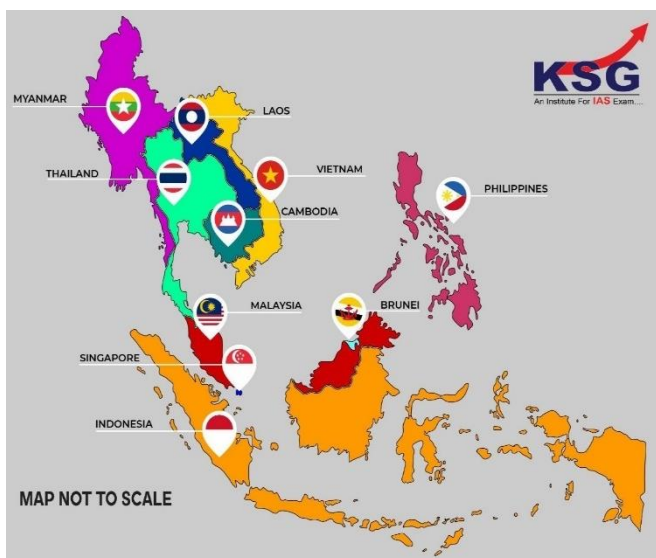 KSG
An Institute For IAS Exam....
MYANMAR
LAOS
THAILAND
VIETNAM
PHILIPPINES
CAMBODIA
MALAYSIA
BRUNEI
SINGAPORE
INDONESIA
MAP NOT TO SCALE